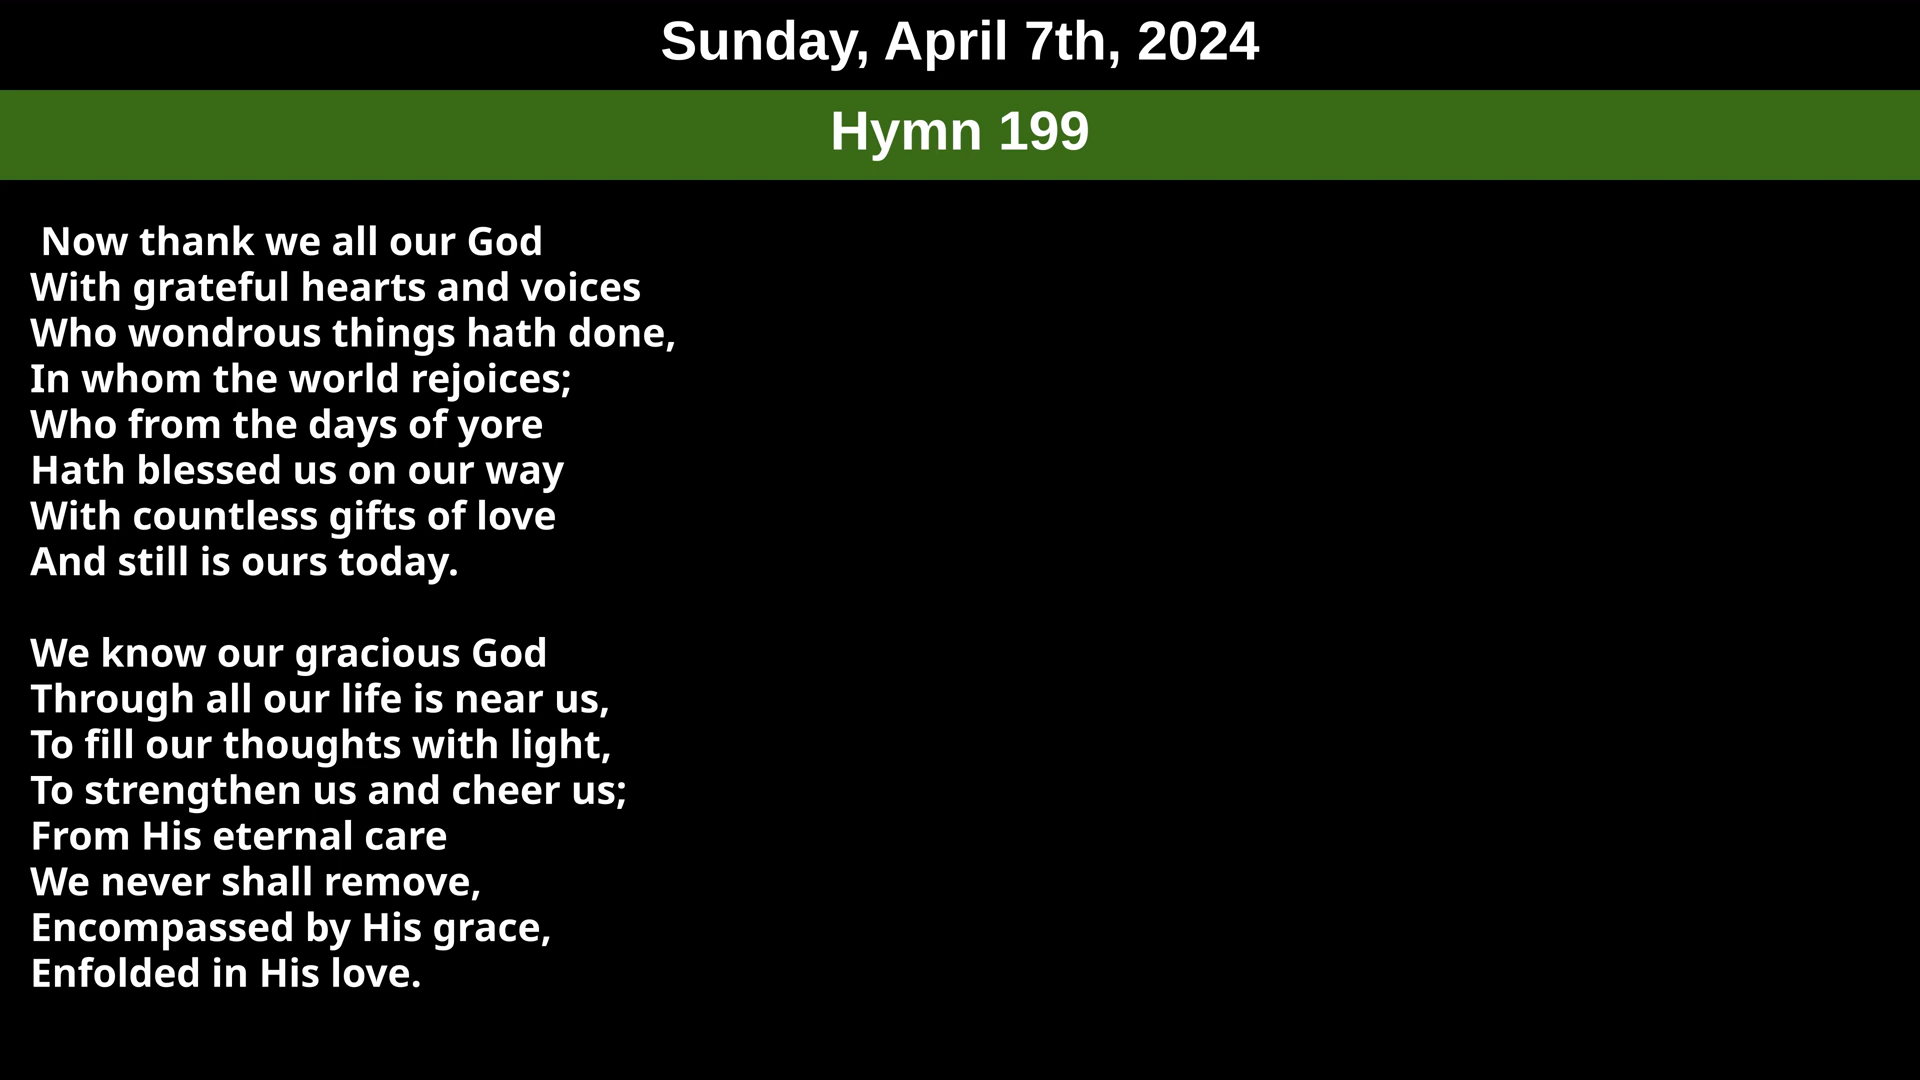 Sunday, April 7th, 2024
Hymn 199
Now thank we all our God
With grateful hearts and voices
Who wondrous things hath done,
In whom the world rejoices;
Who from the days of yore
Hath blessed us on our way
With countless gifts of love
And still is ours today.
We know our gracious God
Through all our life is near us,
To fill our thoughts with light,
To strengthen us and cheer us;
From His eternal care
We never shall remove,
Encompassed by His grace,
Enfolded in His love.